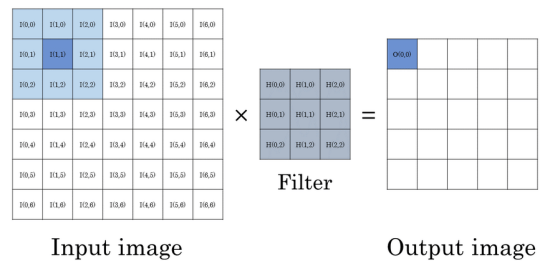 I(0,0) I(1,0) I(2,0) I(3,0) I(4,0) I(5,0) I(6,0)
I(0,1) I(1,1) I(2,1) I(3,1) I(4,1) I(5,1) I(6,1)
I(0,2) I(1,2) I(2,2) I(3,2) I(4,2) I(5,2) I(6,2)
I(0,3) I(1,3) I(2,3) I(3,3) I(4,3) I(5,3) I(6,3)
I(0,4) I(1,4) I(2,4) I(3,4) I(4,4) I(5,4) I(6,4)
I(0,5) I(1,5) I(2,5) I(3,5) I(4,5) I(5,5) I(6,5)
I(0,6) I(1,6) I(2,6) I(3,6) I(4,6) I(5,6) I(6,6)
Input image
×
H(0,0) H(1,0) H(2,0)
H(0,1) H(1,1) H(2,1)
H(0,2) H(1,2) H(2,2)
Filter
=
O(0,0)
Output image